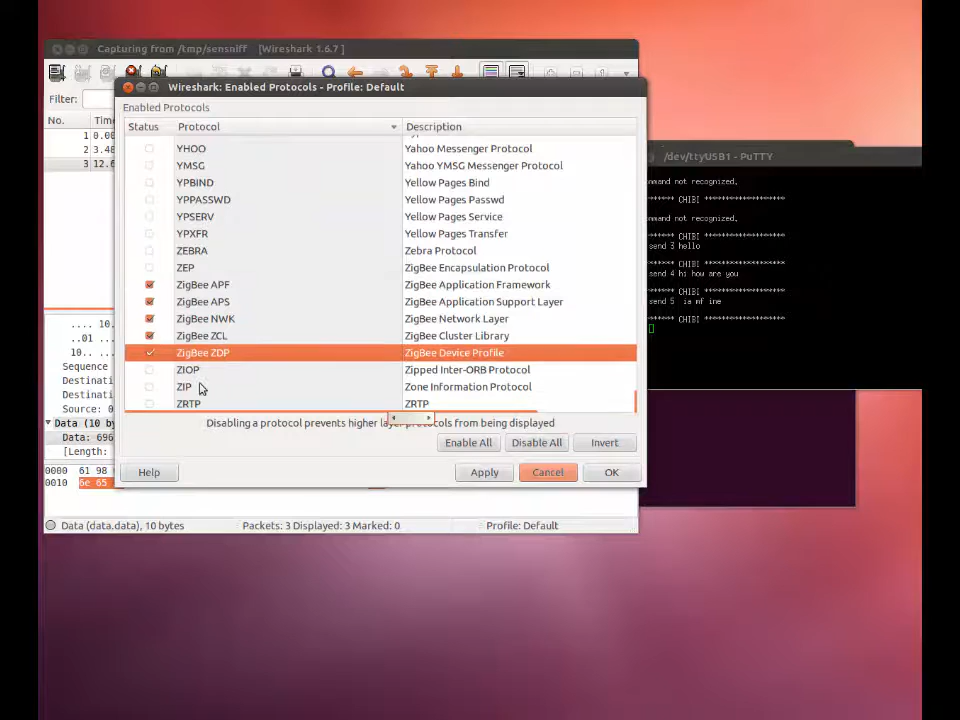 Capturing from /tmp/sensniff [Wireshark 1.6.7 ]
Filter:
No. Time
1 0.00
2 3.40
3 12.6
Wireshark: Enabled Protocols - Profile: Default
Enabled Protocols
Status Protocol Description
YHOO Yahoo Messenger Protocol
YMSG Yahoo YMSG Messenger Protocol
YPBIND Yellow Pages Bind
YPPASSWD Yellow Pages Passwd
YPSERV Yellow Pages Service
YPXFR Yellow Pages Transfer
ZEBRA Zebra Protocol
ZEP ZigBee Encapsulation Protocol
ZigBee APF ZigBee Application Framework
ZigBee APS ZigBee Application Support Layer
ZigBee NWK ZigBee Network Layer
ZigBee ZCL ZigBee Cluster Library
ZigBee ZDP ZigBee Device Profile
ZIOP Zipped Inter-ORB Protocol
ZIP Zone Information Protocol
ZRTP ZRTP
Disabling a protocol prevents higher layer protocols from being displayed
Enable All Disable All Invert
Help Apply Cancel OK
.... 10.
..01 ...
10.. ...
Sequence
Destinati
Destinati
Source: 0
Data (10 by
Data: 696
[Length:
0000 61 98
0010 6e 65
Data (data.data), 10 bytes Packets: 3 Displayed: 3 Marked: 0 Profile: Default
/dev/ttyUSB1 - PuTTY
mmand not recognized.
****** CHIBI ****************
mmand not recognized.
****** CHIBI ****************
****** CHIBI ****************
send 3 hello
****** CHIBI ****************
send 4 hi how are you
****** CHIBI ****************
send 5 ia mf ine
****** CHIBI ****************